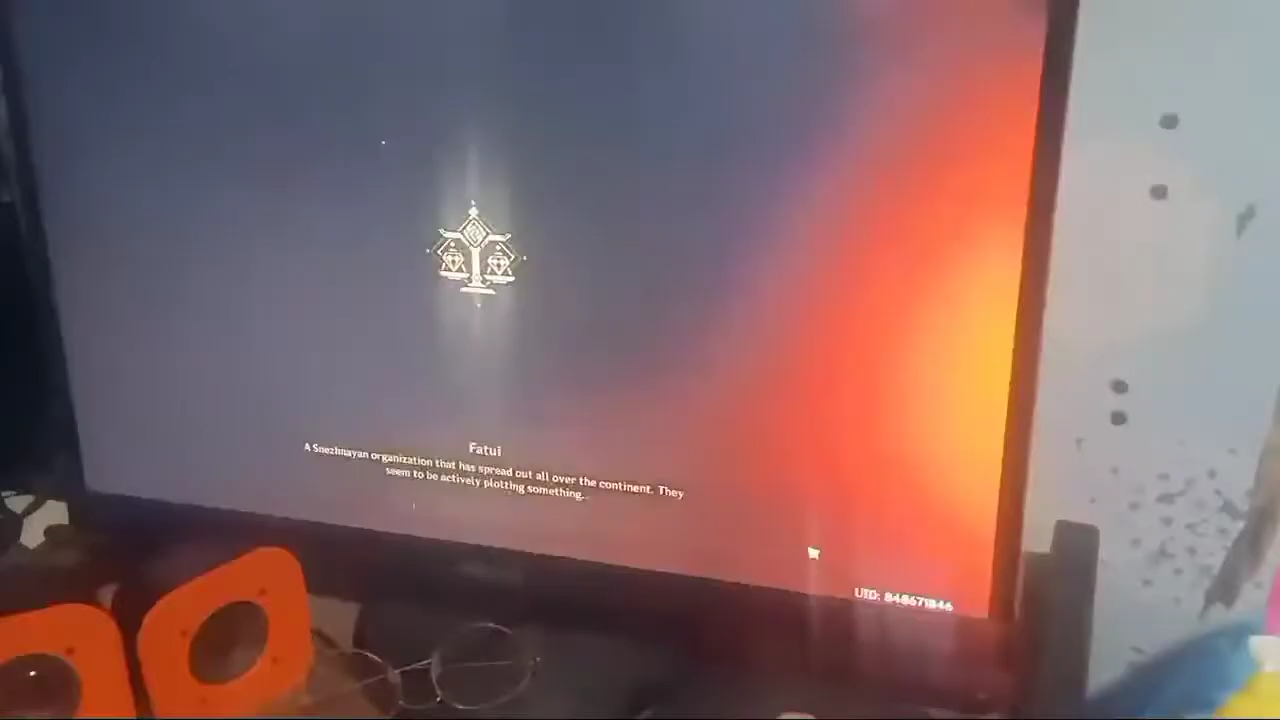 Fatui
A Snezhnayan organization that has spread out all over the continent. They
seem to be actively plotting something...
UID: 848671846